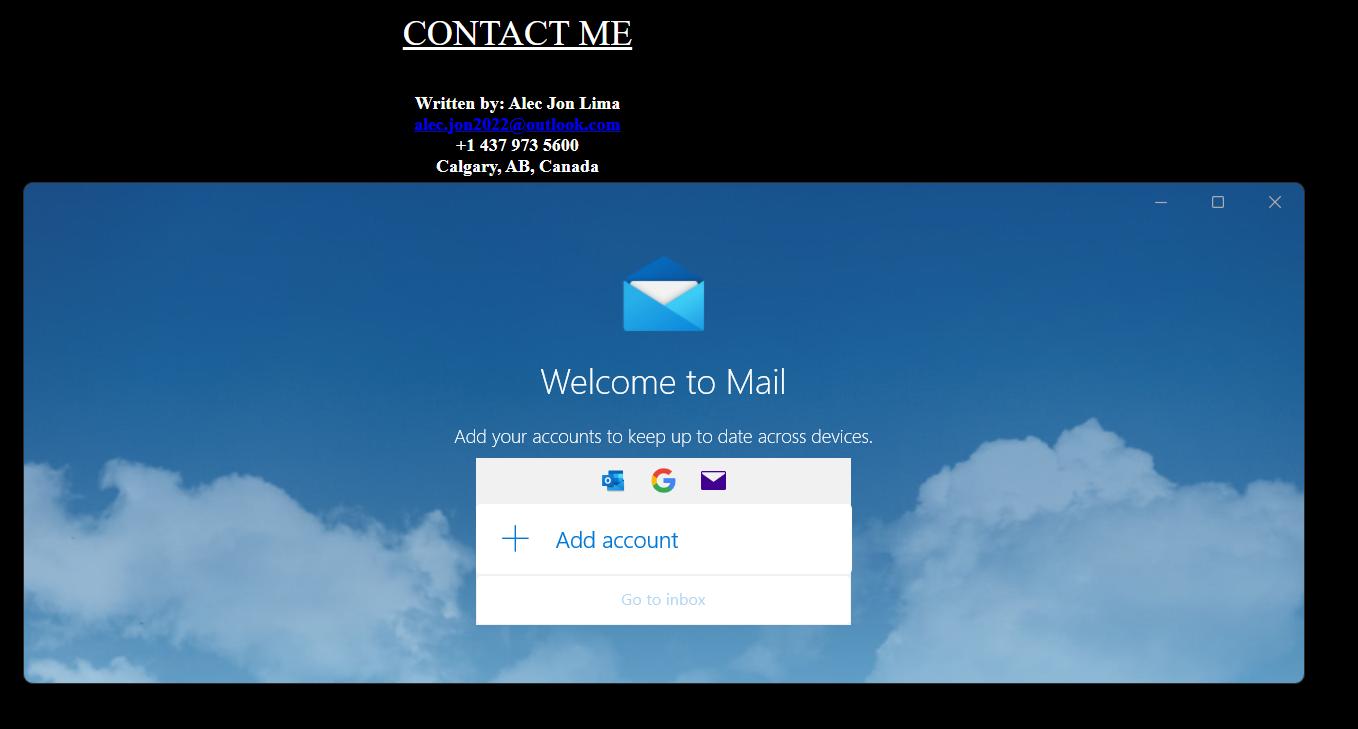 CONTACT ME
Written by: Alec Jon Lima
alec.jon2022@outlook.com
+1 437 973 5600
Calgary, AB, Canada
Welcome to Mail
Add your accounts to keep up to date across devices.
Add account
Go to inbox